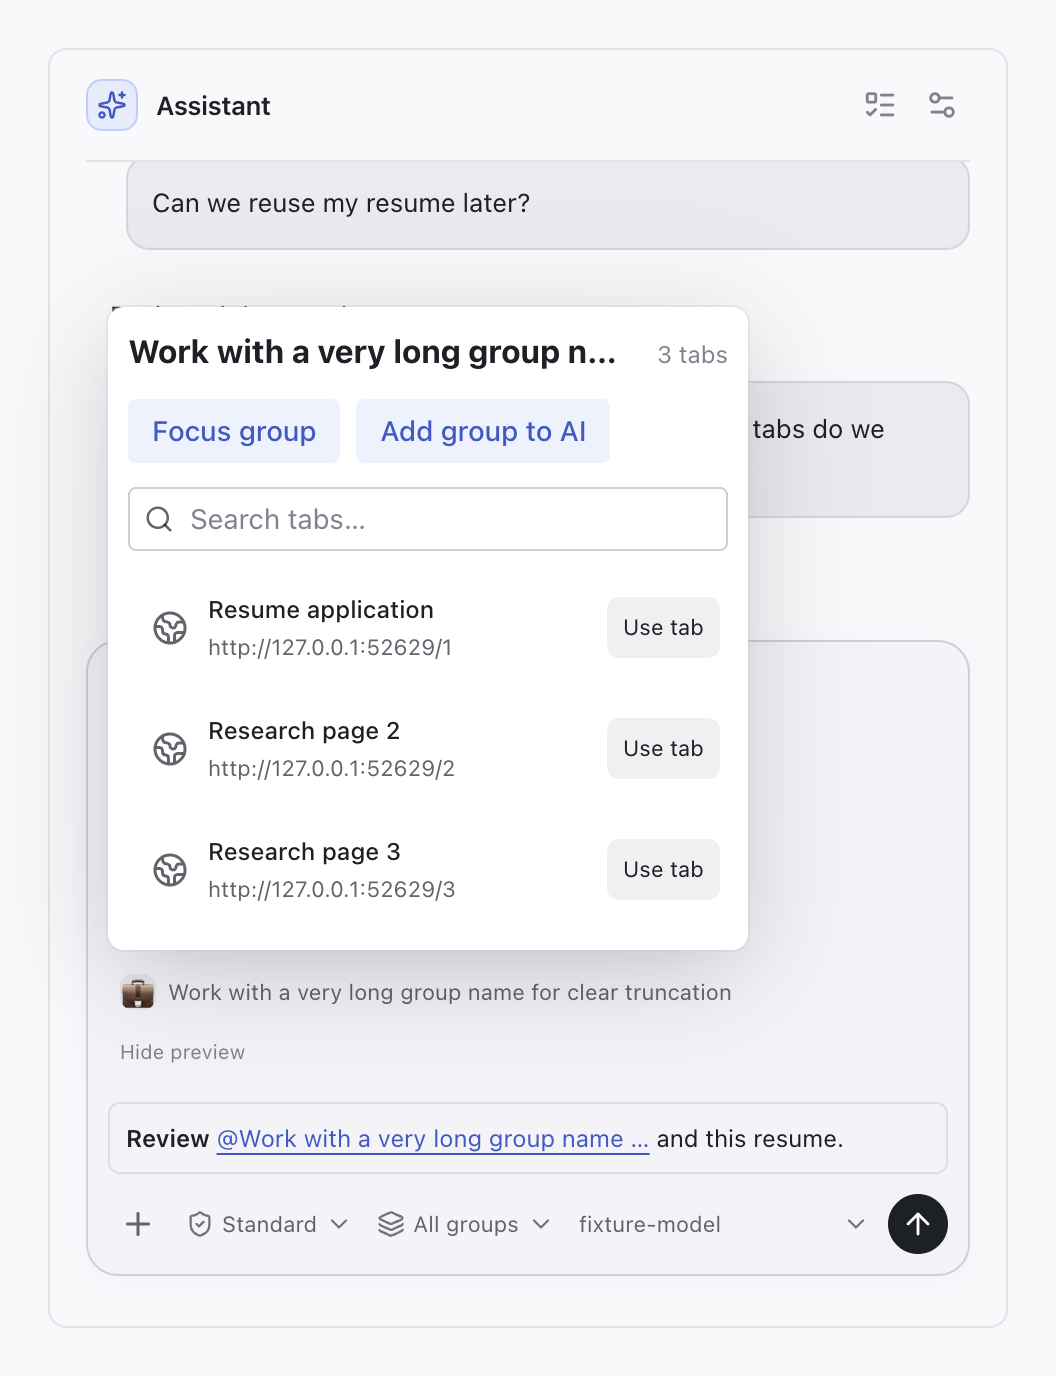 Assistant
Can we reuse my resume later?
Work with a very long group n...
3 tabs
Focus group
Add group to AI
tabs do we
Search tabs...
Resume application
http://127.0.0.1:52629/1
Use tab
Research page 2
http://127.0.0.1:52629/2
Use tab
Research page 3
http://127.0.0.1:52629/3
Use tab
Work with a very long group name for clear truncation
Hide preview
Review @Work with a very long group name ... and this resume.
Standard
All groups
fixture-model